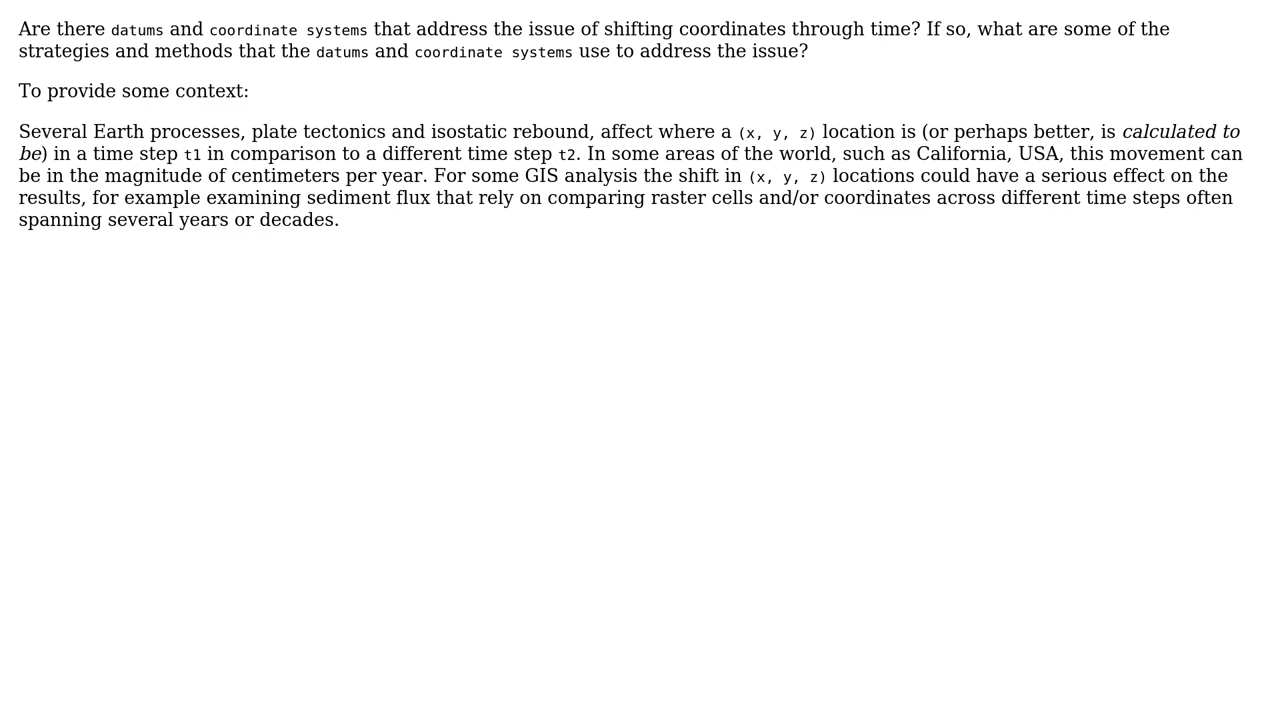 Are there datums and coordinate systems that address the issue of shifting coordinates through time? If so, what are some of the
strategies and methods that the datums and coordinate systems use to address the issue?
To provide some context:
Several Earth processes, plate tectonics and isostatic rebound, affect where a (x, y, z) location is (or perhaps better, is calculated to
be) in a time step t1 in comparison to a different time step t2. In some areas of the world, such as California, USA, this movement can
be in the magnitude of centimeters per year. For some GIS analysis the shift in (x, y, z) locations could have a serious effect on the
results, for example examining sediment flux that rely on comparing raster cells and/or coordinates across different time steps often
spanning several years or decades.